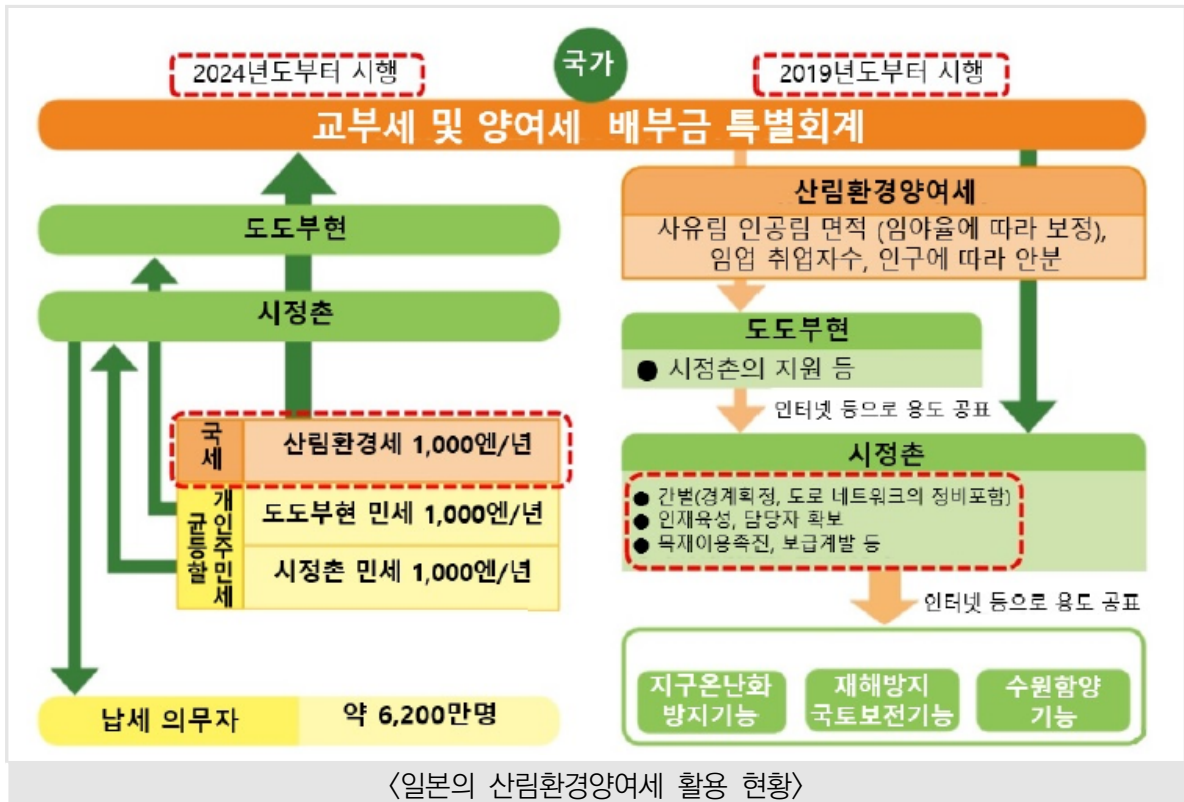 국가
2024년도부터 시행
2019년도부터 시행
교부세 및 양여세 배부금 특별회계
도도부현
시정촌
국세
산림환경세 1,000엔/년
개인주민세
균등할
도도부현 민세 1,000엔/년
시정촌 민세 1,000엔/년
납세 의무자
약 6,200만명
산림환경양여세
사유림 인공림 면적 (임야율에 따라 보정),
임업 취업자수, 인구에 따라 안분
도도부현
● 시정촌의 지원 등
인터넷 등으로 용도 공표
시정촌
● 간벌(경계획정, 도로 네트워크의 정비포함)
● 인재육성, 담당자 확보
● 목재이용촉진, 보급계발 등
인터넷 등으로 용도 공표
지구온난화
방지기능
재해방지
국토보전기능
수원함양
기능
〈일본의 산림환경양여세 활용 현황〉